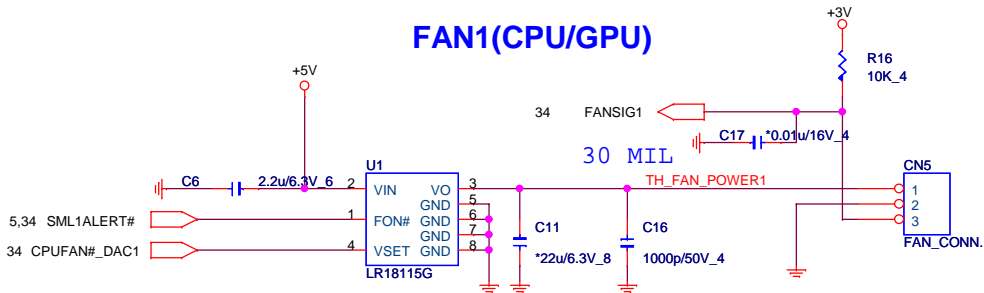 FAN1(CPU/GPU)
+3V
R16
10K_4
+5V
34 FANSIG1
C17 *0.01u/16V_4
30 MIL
U1
CN5
C6 2.2u/6.3V_6 2 VIN VO 3 TH_FAN_POWER1 1
GND 5 2
5,34 SML1ALERT# 1 FON# GND 6 3
GND 7
34 CPUFAN#_DAC1 4 VSET GND 8
FAN_CONN.
C11 C16
*22u/6.3V_8 1000p/50V_4
LR18115G